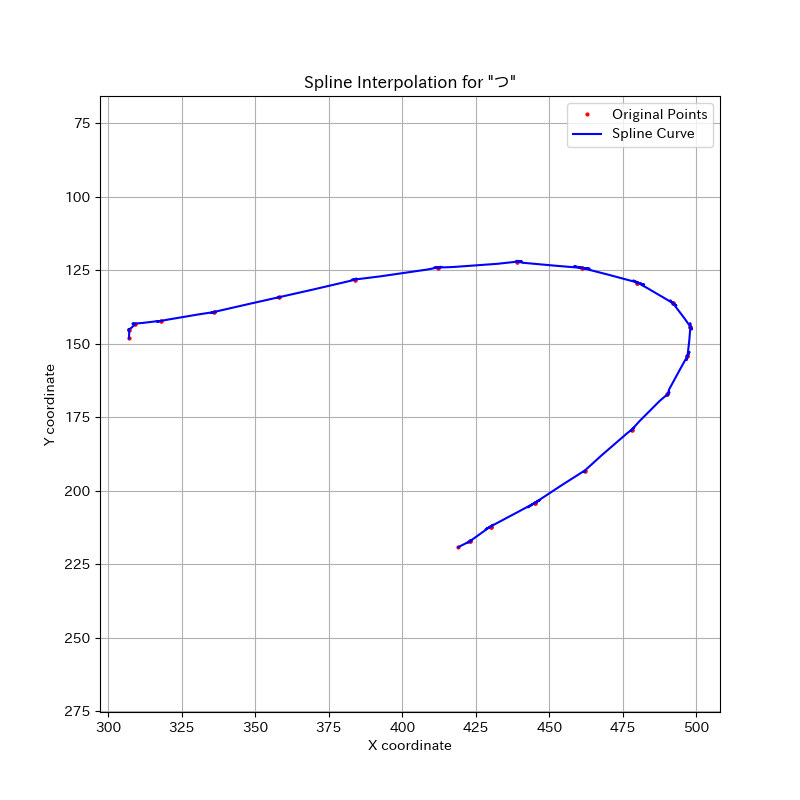 Spline Interpolation for "つ"
Original Points
Spline Curve
Y coordinate
75
100
125
150
175
200
225
250
275
300 325 350 375 400 425 450 475 500
X coordinate